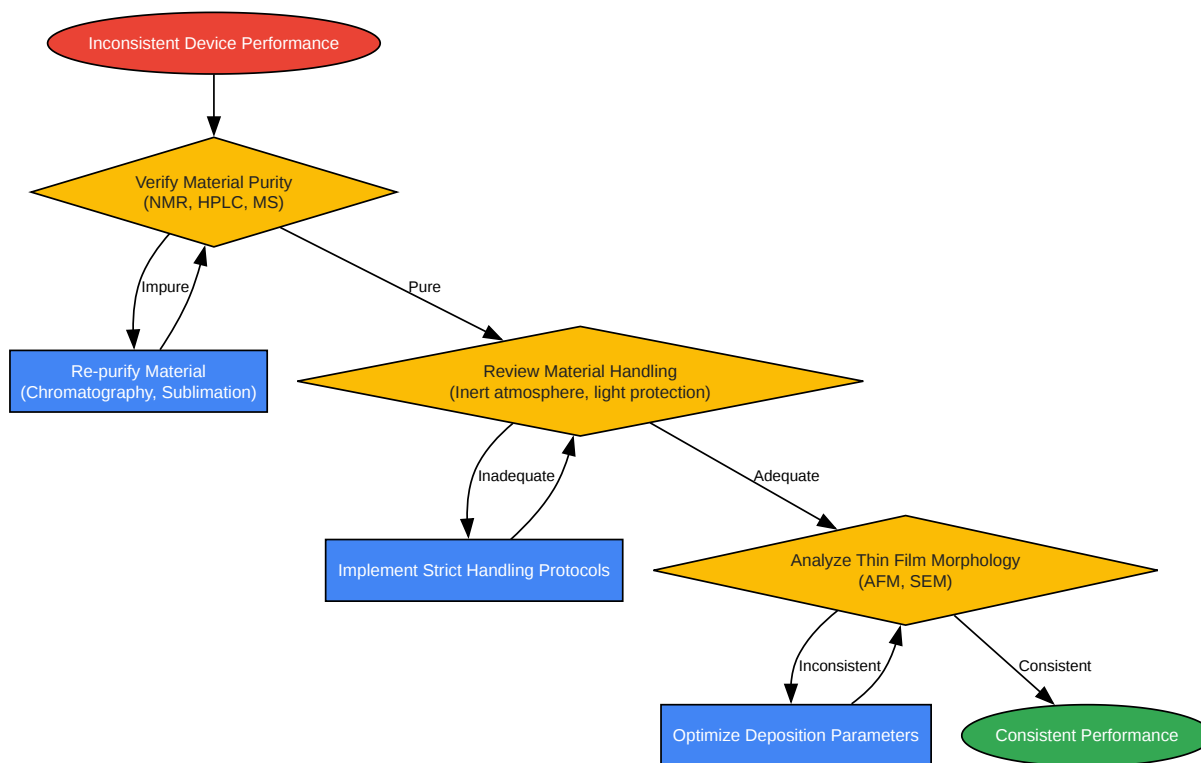 Inconsistent Device Performance
Verify Material Purity
(NMR, HPLC, MS)
Impure
Pure
Re-purify Material
(Chromatography, Sublimation)
Review Material Handling
(Inert atmosphere, light protection)
Inadequate
Adequate
Implement Strict Handling Protocols
Analyze Thin Film Morphology
(AFM, SEM)
Inconsistent
Consistent
Optimize Deposition Parameters
Consistent Performance